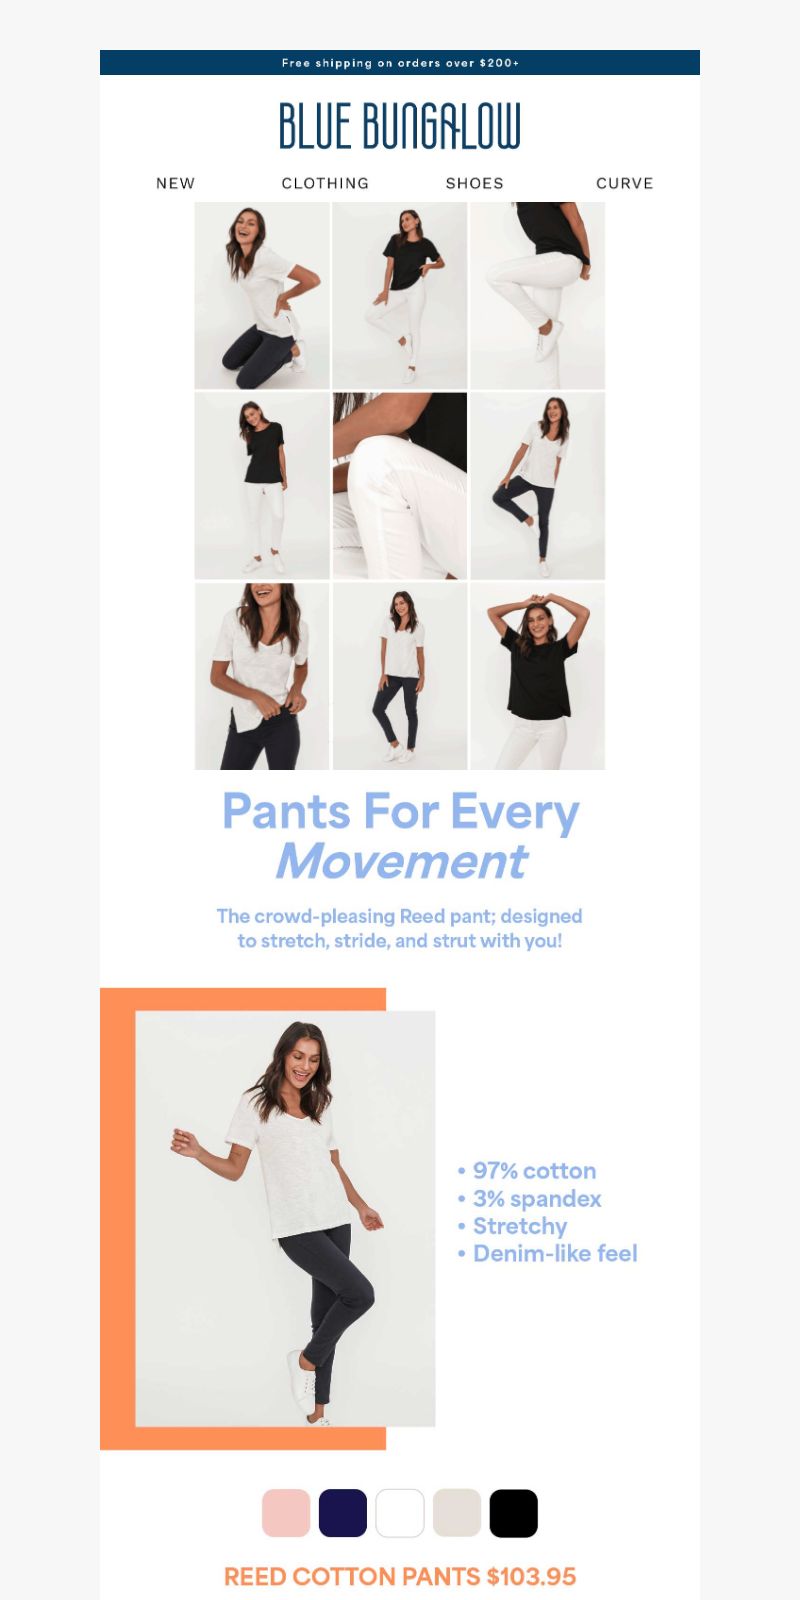 Free shipping on orders over $200+
BLUE BUNGALOW
NEW CLOTHING SHOES CURVE
Pants For Every
Movement
The crowd-pleasing Reed pant; designed
to stretch, stride, and strut with you!
• 97% cotton
• 3% spandex
• Stretchy
• Denim-like feel
REED COTTON PANTS $103.95